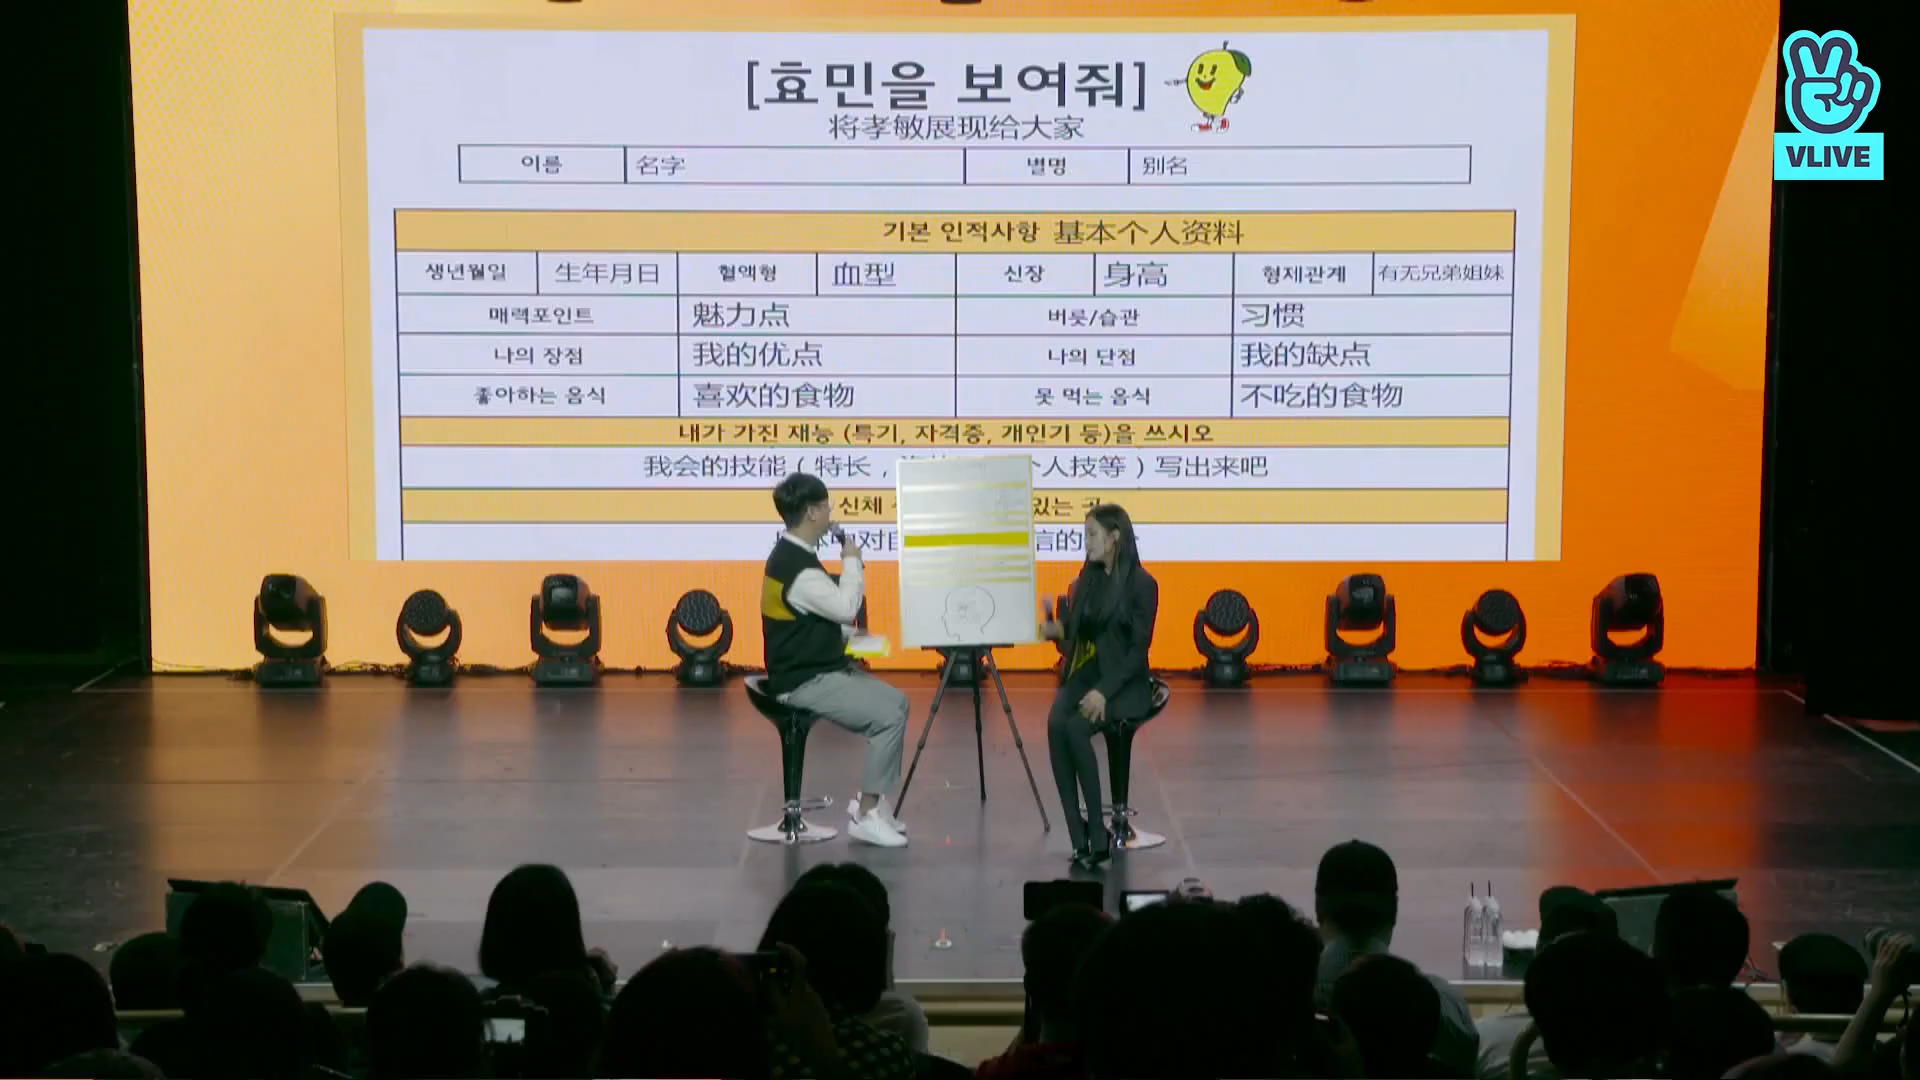 [효민을 보여줘]
将孝敏展现给大家
이름 名字 별명 别名
기본 인적사항 基本个人资料
생년월일 生年月日 혈액형 血型 신장 身高 형제관계 有无兄弟姐妹
매력포인트 魅力点 버릇/습관 习惯
나의 장점 我的优点 나의 단점 我的缺点
좋아하는 음식 喜欢的食物 못 먹는 음식 不吃的食物
내가 가진 재능 (특기, 자격증, 개인기 등)을 쓰시오
我会的技能(特长, 人技等)写出来吧
신체 있는
对 信的
VLIVE